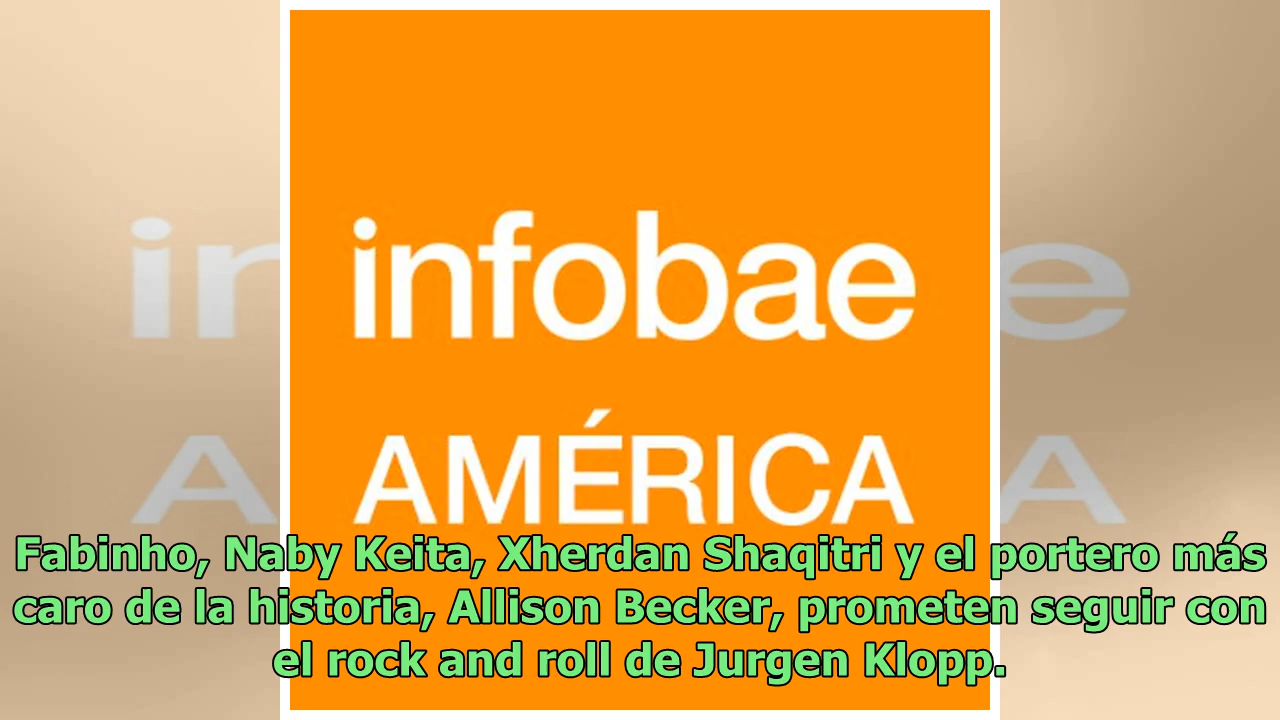 infobae
AMÉRICA
Fabinho, Naby Keita, Xherdan Shaqitri y el portero más
caro de la historia, Allison Becker, prometen seguir con
el rock and roll de Jurgen Klopp.